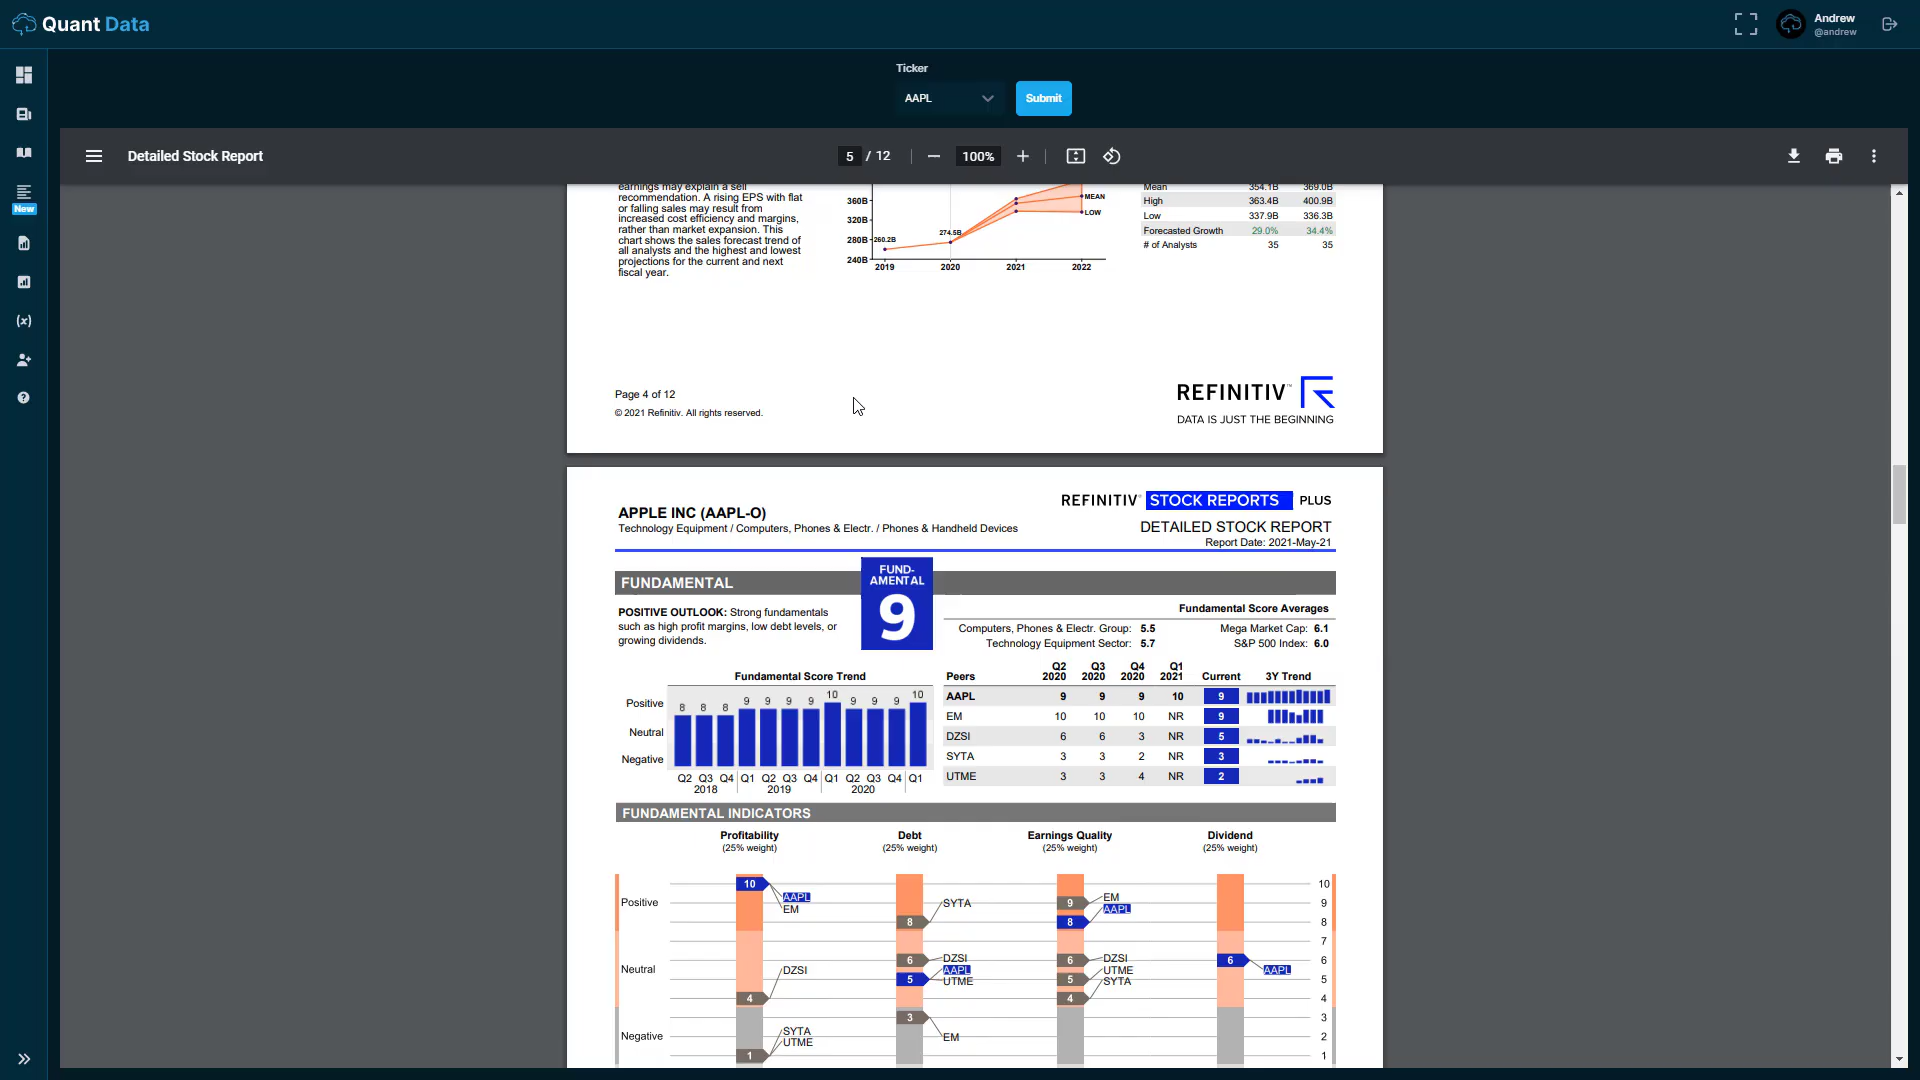 Quant Data
Andrew
@andrew
Ticker
AAPL
Submit
New
(x)
Detailed Stock Report
5 / 12
100%
earnings may explain a sell
recommendation. A rising EPS with flat
or falling sales may result from
increased cost efficiency and margins,
rather than market expansion. This
chart shows the sales forecast trend of
all analysts and the highest and lowest
projections for the current and next
fiscal year.
360B
320B
280B
240B
260.2B
274.5B
MEAN
LOW
2019 2020 2021 2022
Mean 354.1B 369.0B
High 363.4B 400.9B
Low 337.9B 336.3B
Forecasted Growth 29.0% 34.4%
# of Analysts 35 35
Page 4 of 12
© 2021 Refinitiv. All rights reserved.
REFINITIV™
DATA IS JUST THE BEGINNING
REFINITIV STOCK REPORTS PLUS
APPLE INC (AAPL-O)
Technology Equipment / Computers, Phones & Electr. / Phones & Handheld Devices
DETAILED STOCK REPORT
Report Date: 2021-May-21
FUNDAMENTAL
FUND-
AMENTAL
9
POSITIVE OUTLOOK: Strong fundamentals
such as high profit margins, low debt levels, or
growing dividends.
Fundamental Score Averages
Computers, Phones & Electr. Group: 5.5 Mega Market Cap: 6.1
Technology Equipment Sector: 5.7 S&P 500 Index: 6.0
Fundamental Score Trend
Positive
Neutral
Negative
8 8 8 9 9 9 9 10 9 9 9 10
Q2 Q3 Q4 Q1 Q2 Q3 Q4 Q1 Q2 Q3 Q4 Q1
2018 2019 2020
Peers Q2 2020 Q3 2020 Q4 2020 Q1 2021 Current 3Y Trend
AAPL 9 9 9 10 9
EM 10 10 10 NR 9
DZSI 6 6 3 NR 5
SYTA 3 3 2 NR 3
UTME 3 3 4 NR 2
FUNDAMENTAL INDICATORS
Profitability Debt Earnings Quality Dividend
(25% weight) (25% weight) (25% weight) (25% weight)
Positive
Neutral
Negative
10
AAPL
EM
DZSI
4
SYTA
UTME
1
SYTA
8
6
DZSI
AAPL
5
UTME
3
EM
EM
9
AAPL
8
DZSI
6
UTME
5
SYTA
4
6
AAPL
10
9
8
7
6
5
4
3
2
1